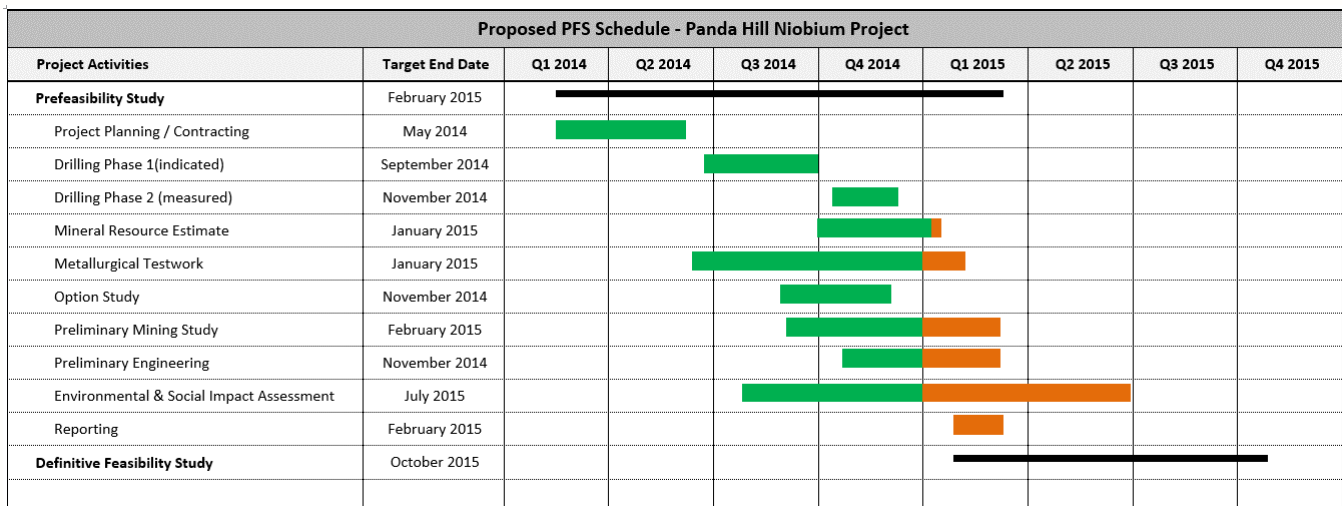 Proposed PFS Schedule - Panda Hill Niobium Project
Project Activities Target End Date Q1 2014 Q2 2014 Q3 2014 Q4 2014 Q1 2015 Q2 2015 Q3 2015 Q4 2015
Prefeasibility Study February 2015
Project Planning / Contracting May 2014
Drilling Phase 1(indicated) September 2014
Drilling Phase 2 (measured) November 2014
Mineral Resource Estimate January 2015
Metallurgical Testwork January 2015
Option Study November 2014
Preliminary Mining Study February 2015
Preliminary Engineering November 2014
Environmental & Social Impact Assessment July 2015
Reporting February 2015
Definitive Feasibility Study October 2015